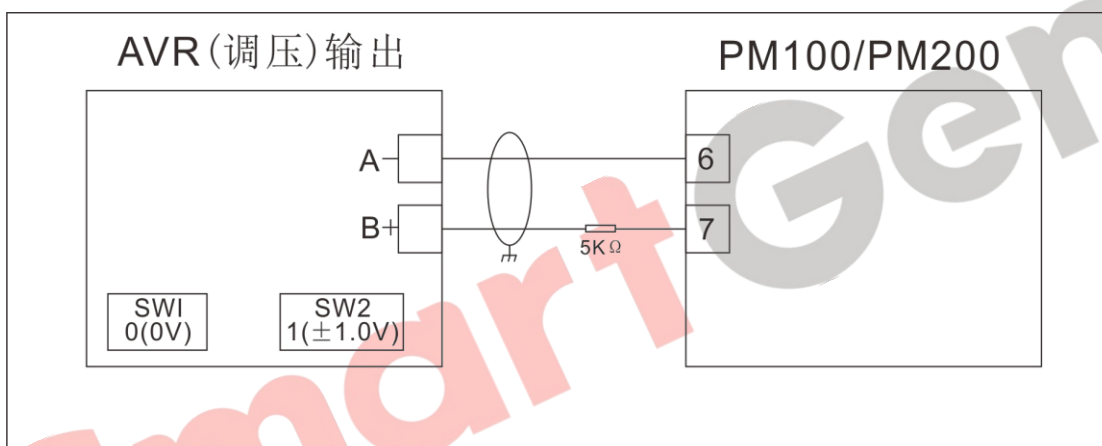 AVR(调压)输出
PM100/PM200
A-
6
B+
7
5KΩ
SWI
0(0V)
SW2
1(±1.0V)
SmartGen